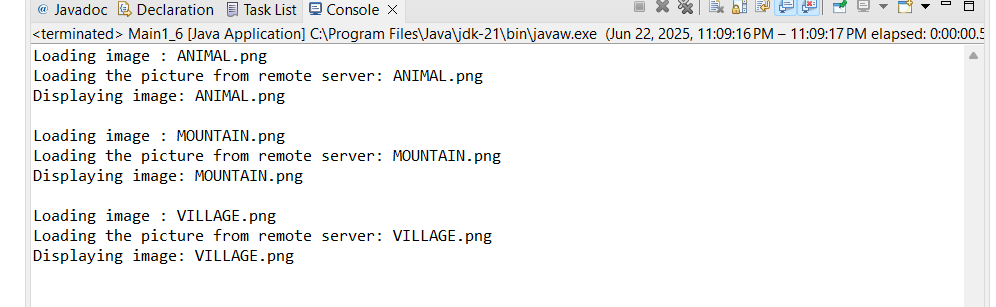 @ Javadoc Declaration Task List Console
<terminated> Main1_6 [Java Application] C:\Program Files\Java\jdk-21\bin\javaw.exe (Jun 22, 2025, 11:09:16 PM – 11:09:17 PM elapsed: 0:00:00.5
Loading image : ANIMAL.png
Loading the picture from remote server: ANIMAL.png
Displaying image: ANIMAL.png
Loading image : MOUNTAIN.png
Loading the picture from remote server: MOUNTAIN.png
Displaying image: MOUNTAIN.png
Loading image : VILLAGE.png
Loading the picture from remote server: VILLAGE.png
Displaying image: VILLAGE.png